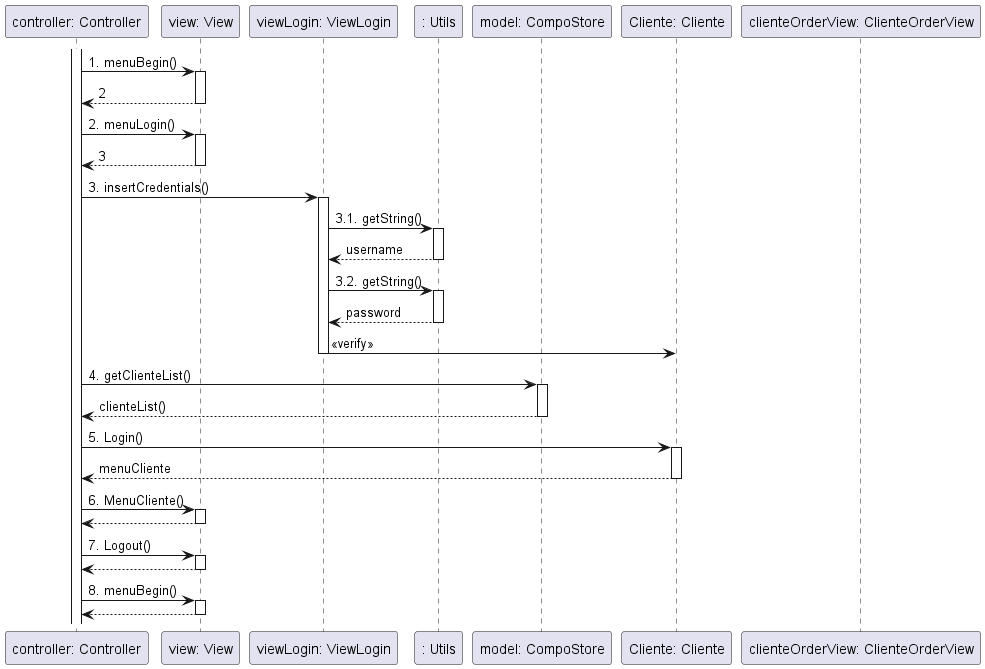 controller: Controller
view: View
viewLogin: ViewLogin
: Utils
model: CompoStore
Cliente: Cliente
clienteOrderView: ClienteOrderView
1. menuBegin()
2
2. menuLogin()
3
3. insertCredentials()
3.1. getString()
username
3.2. getString()
password
«verify»
4. getClienteList()
clienteList()
5. Login()
menuCliente
6. MenuCliente()
7. Logout()
8. menuBegin()
controller: Controller
view: View
viewLogin: ViewLogin
: Utils
model: CompoStore
Cliente: Cliente
clienteOrderView: ClienteOrderView